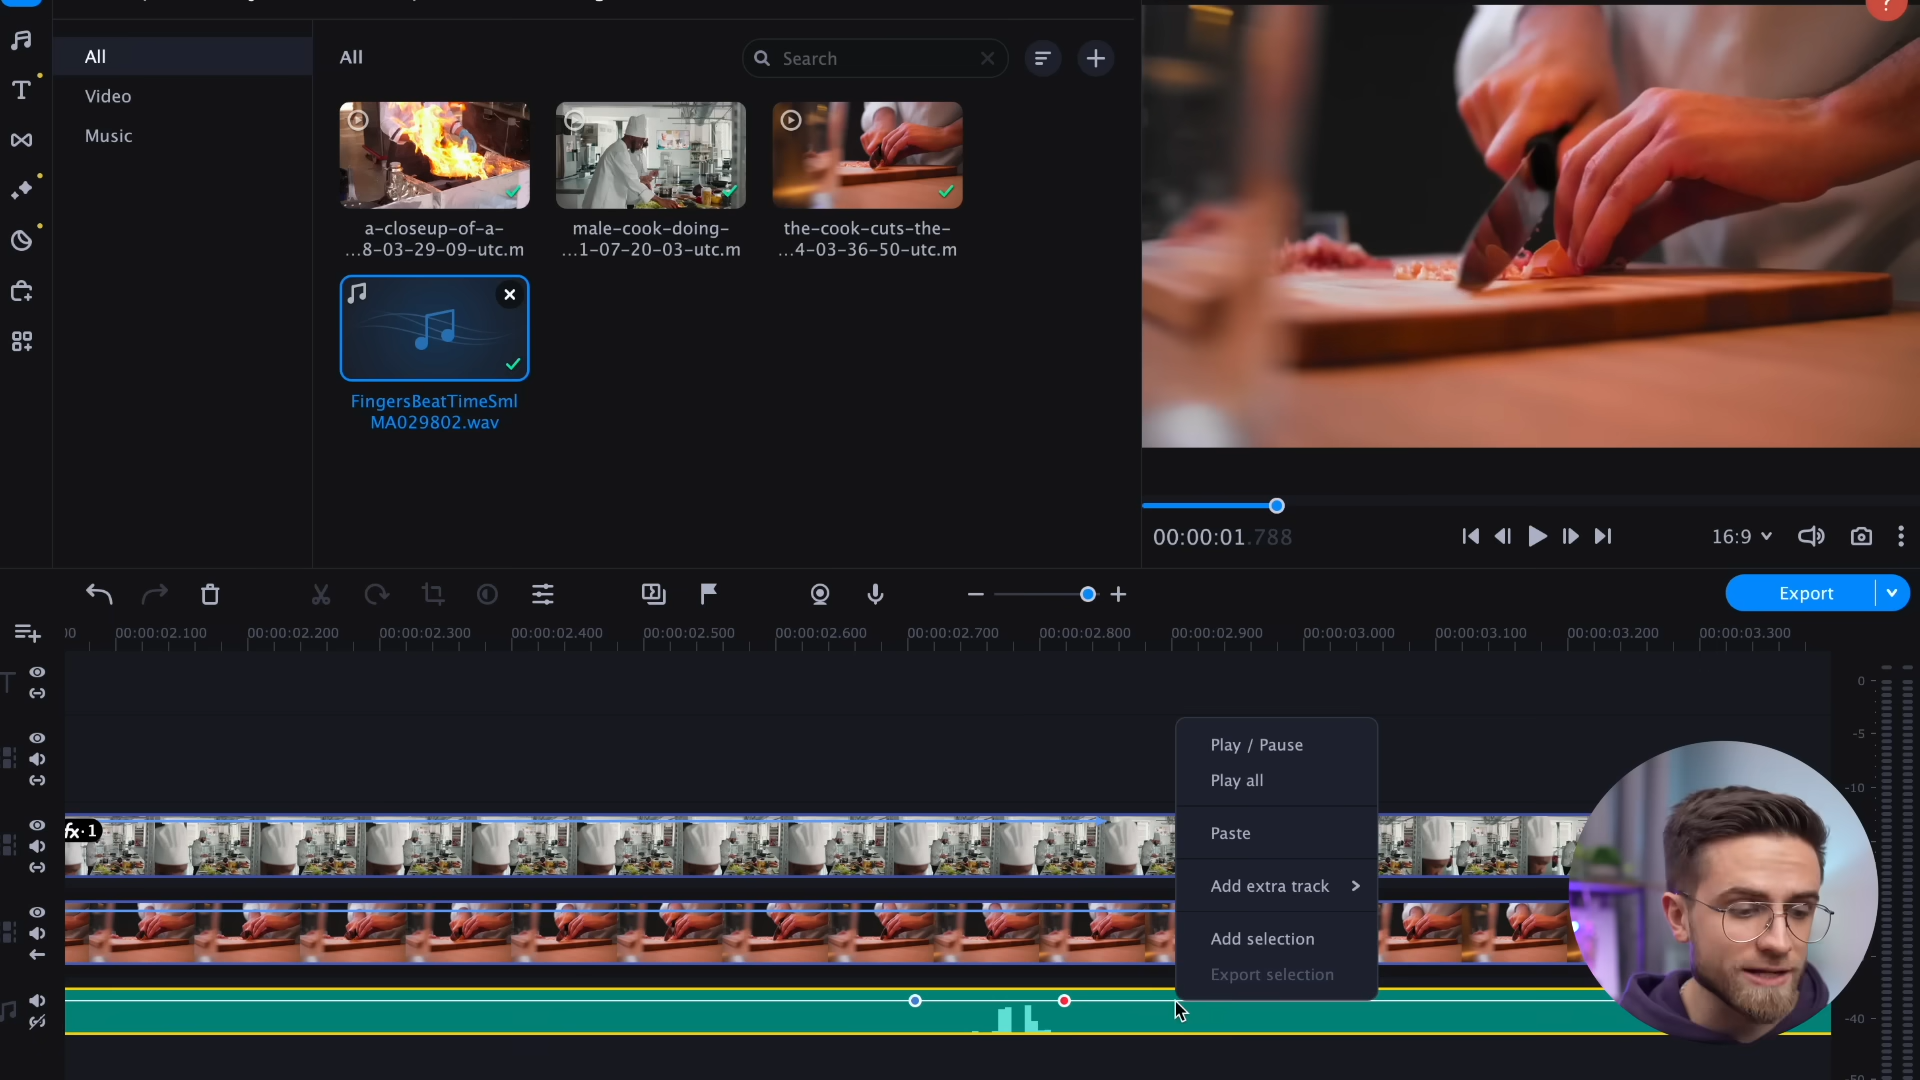 ?
All
Video
Music
All
Search
a-closeup-of-a-
...8-03-29-09-utc.m
male-cook-doing-
...1-07-20-03-utc.m
the-cook-cuts-the-
...4-03-36-50-utc.m
FingersBeatTimeSml
MA029802.wav
00:00:01.788
16:9
Export
00 00:00:02.100 00:00:02.200 00:00:02.300 00:00:02.400 00:00:02.500 00:00:02.600 00:00:02.700 00:00:02.800 00:00:02.900 00:00:03.000 00:00:03.100 00:00:03.200 00:00:03.300
0
-5
-10
-40
-50
fx·1
Play / Pause
Play all
Paste
Add extra track
Add selection
Export selection